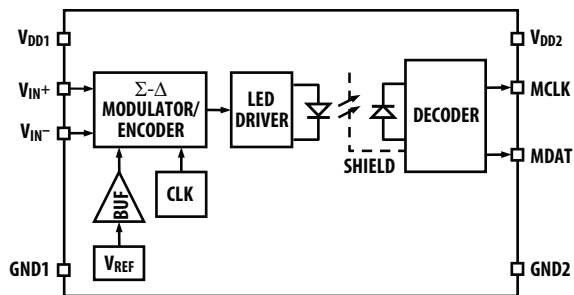 VDD1
VDD2
VIN+
VIN–
Σ-Δ
MODULATOR/
ENCODER
LED
DRIVER
SHIELD
DECODER
MCLK
MDAT
BUF
CLK
VREF
GND1
GND2